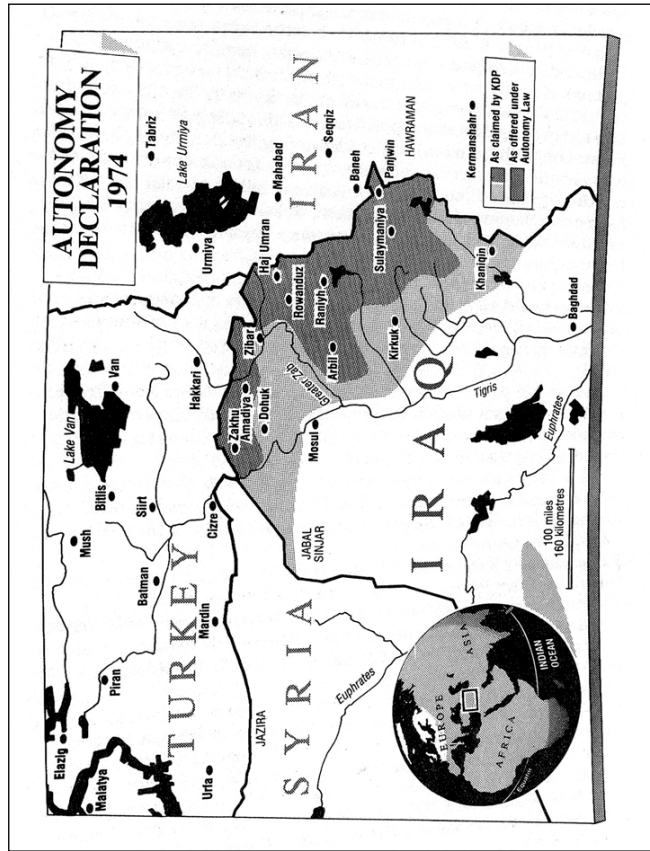 AUTONOMY
DECLARATION
1974
As claimed by KDP
As offered under
Autonomy Law
TURKEY
SYRIA
IRAQ
IRAN
Elazig
Malatya
Piran
Mush
Bitlis
Lake Van
Van
Siirt
Batman
Hakkari
Cizre
Mardin
Urta
JAZIRA
Euphrates
Lake Urmiya
Tabriz
Urmiya
Mahabad
Seqqiz
Baneh
Panjwin
HAWRAMAN
Kermanshahr
Zakhu
Amadiya
Dohuk
Zibar
Haj Umran
Rowanduz
Raniyh
Arbil
Greater Zab
Mosul
JABAL
SINJAR
Sulaymaniya
Kirkuk
Khaniqin
Tigris
Euphrates
Baghdad
100 miles
160 kilometres
EUROPE
ASIA
AFRICA
INDIAN
OCEAN
Equator